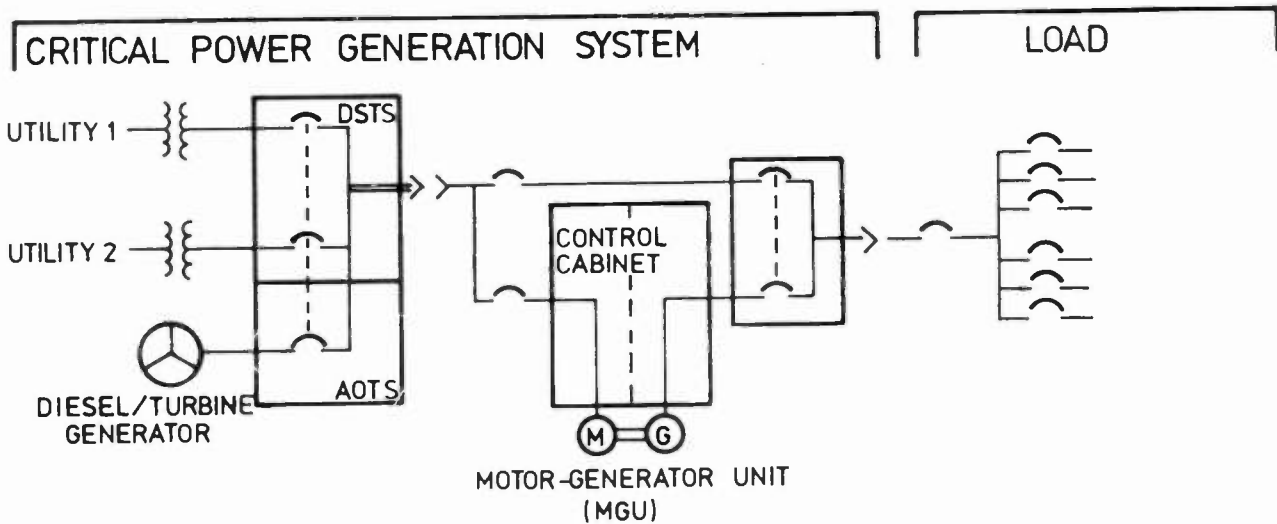 CRITICAL POWER GENERATION SYSTEM
LOAD
UTILITY 1
DSTS
UTILITY 2
CONTROL
CABINET
AOTS
DIESEL/TURBINE
GENERATOR
M
G
MOTOR-GENERATOR UNIT
(MGU)